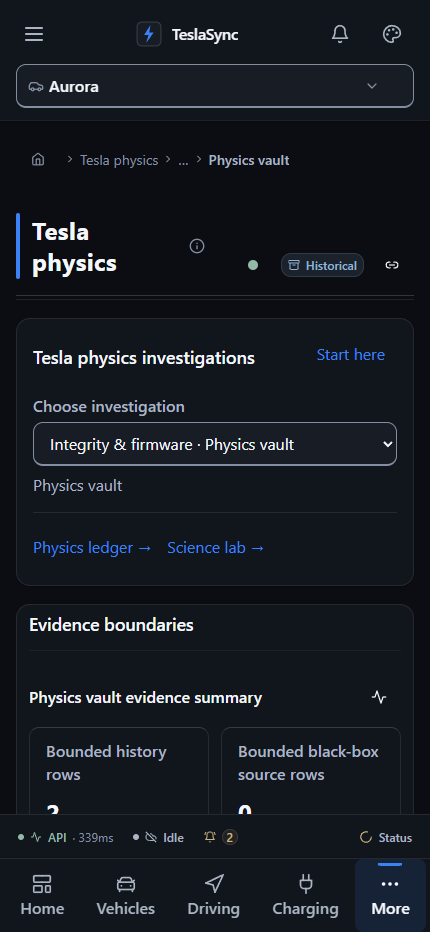 TeslaSync
Aurora
Tesla physics
...
Physics vault
Tesla
physics
Historical
Tesla physics investigations
Start here
Choose investigation
Integrity & firmware · Physics vault
Physics vault
Physics ledger →
Science lab →
Evidence boundaries
Physics vault evidence summary
Bounded history
rows
2
Bounded black-box
source rows
0
API · 339ms
Idle
2
Status
Home
Vehicles
Driving
Charging
More